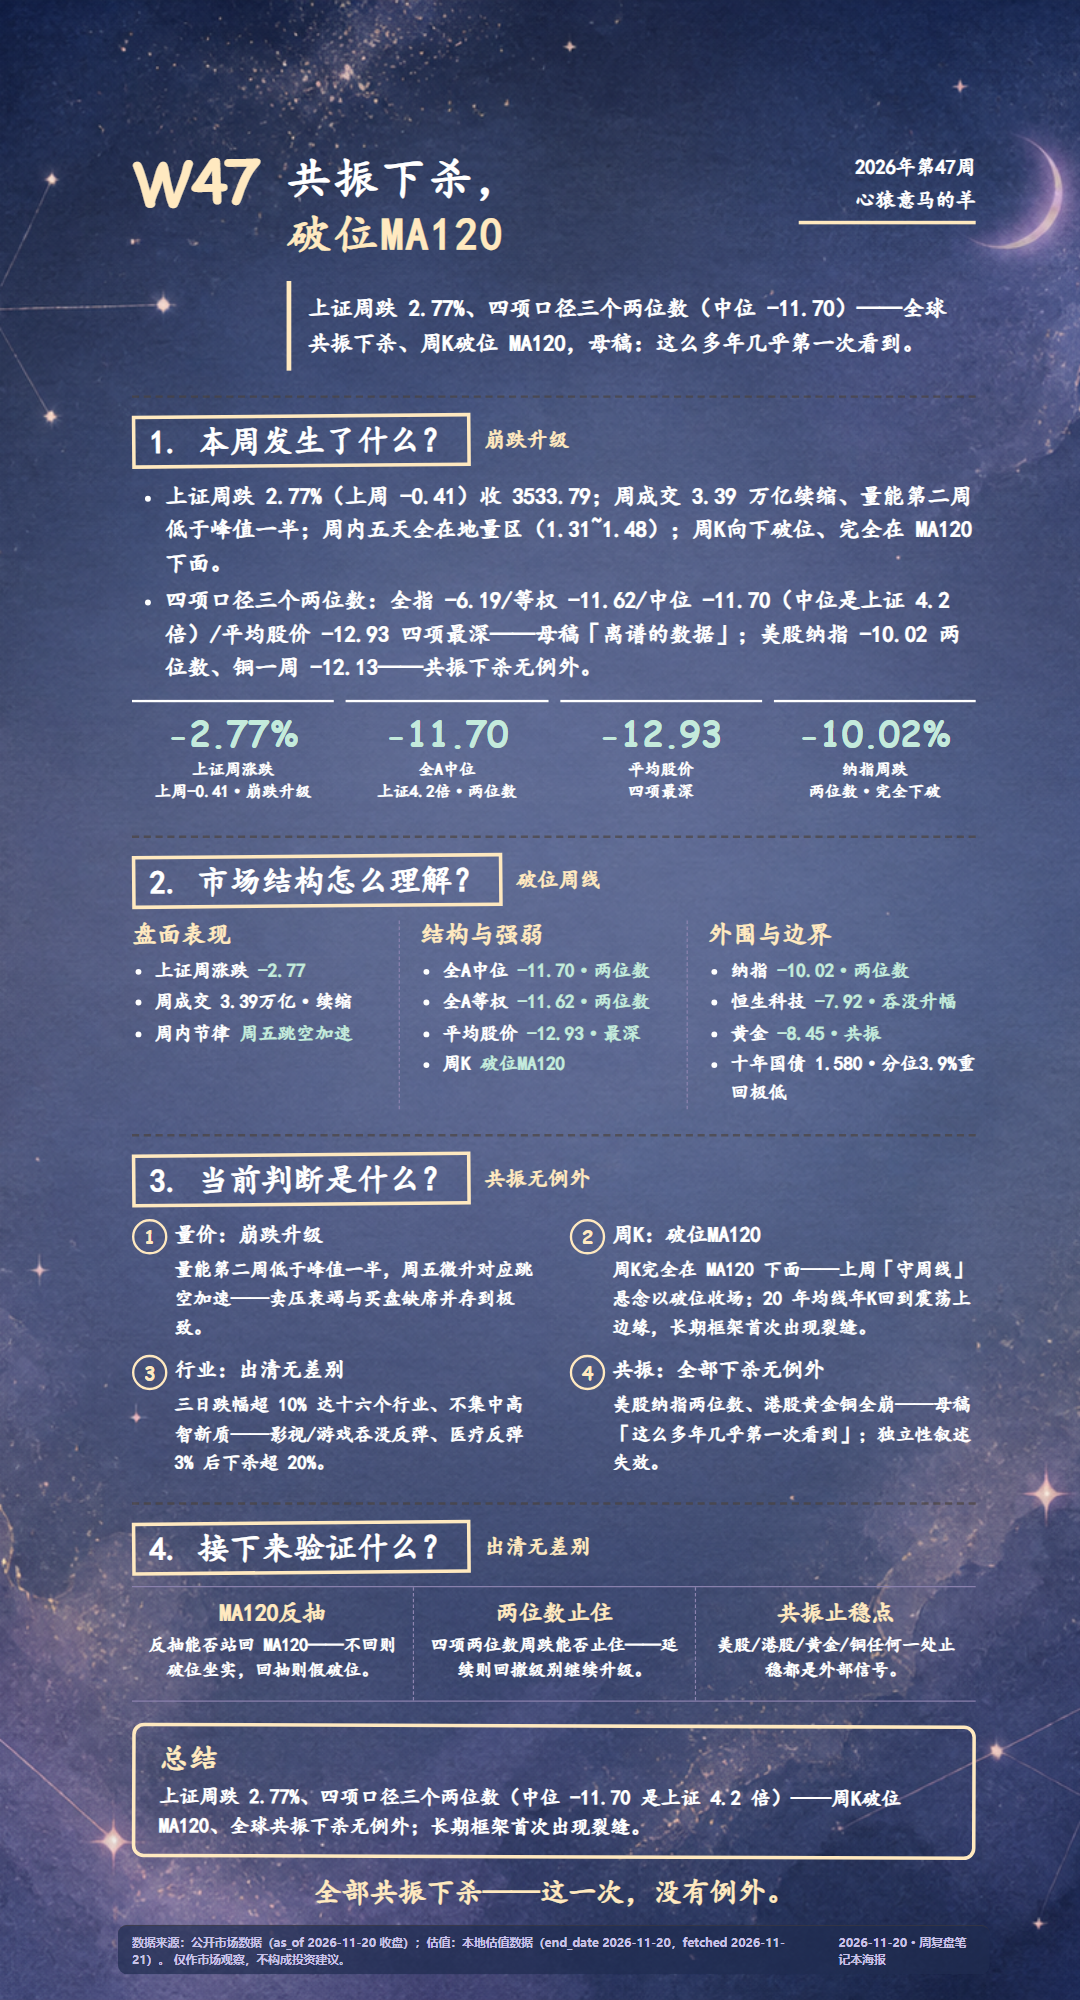 W47
共振下杀，
破位MA120
2026年第47周
心猿意马的羊
上证周跌 2.77%、四项口径三个两位数（中位 -11.70）——全球
共振下杀、周K破位 MA120，母稿：这么多年几乎第一次看到。
1. 本周发生了什么？
崩跌升级
• 上证周跌 2.77%（上周 -0.41）收 3533.79；周成交 3.39 万亿续缩、量能第二周
低于峰值一半；周内五天全在地量区（1.31~1.48）；周K向下破位、完全在 MA120
下面。
• 四项口径三个两位数：全指 -6.19/等权 -11.62/中位 -11.70（中位是上证 4.2
倍）/平均股价 -12.93 四项最深——母稿「离谱的数据」；美股纳指 -10.02 两
位数、铜一周 -12.13——共振下杀无例外。
-2.77%
上证周涨跌
上周-0.41·崩跌升级
-11.70
全A中位
上证4.2倍·两位数
-12.93
平均股价
四项最深
-10.02%
纳指周跌
两位数·完全下破
2. 市场结构怎么理解？
破位周线
盘面表现
• 上证周涨跌 -2.77
• 周成交 3.39万亿·续缩
• 周内节律 周五跳空加速
结构与强弱
• 全A中位 -11.70·两位数
• 全A等权 -11.62·两位数
• 平均股价 -12.93·最深
• 周K 破位MA120
外围与边界
• 纳指 -10.02·两位数
• 恒生科技 -7.92·吞没升幅
• 黄金 -8.45·共振
• 十年国债 1.580·分位3.9%重
回极低
3. 当前判断是什么？
共振无例外
1 量价：崩跌升级
量能第二周低于峰值一半，周五微升对应跳
空加速——卖压衰竭与买盘缺席并存到极
致。
2 周K：破位MA120
周K完全在 MA120 下面——上周「守周线」
悬念以破位收场；20 年均线年K回到震荡上
边缘，长期框架首次出现裂缝。
3 行业：出清无差别
三日跌幅超 10% 达十六个行业、不集中高
智新质——影视/游戏吞没反弹、医疗反弹
3% 后下杀超 20%。
4 共振：全部下杀无例外
美股纳指两位数、港股黄金铜全崩——母稿
「这么多年几乎第一次看到」；独立性叙述
失效。
4. 接下来验证什么？
出清无差别
MA120反抽
反抽能否站回 MA120——不回则
破位坐实，回抽则假破位。
两位数止住
四项两位数周跌能否止住——延
续则回撤级别继续升级。
共振止稳点
美股/港股/黄金/铜任何一处止
稳都是外部信号。
总结
上证周跌 2.77%、四项口径三个两位数（中位 -11.70 是上证 4.2 倍）——周K破位
MA120、全球共振下杀无例外；长期框架首次出现裂缝。
全部共振下杀——这一次，没有例外。
数据来源：公开市场数据（as_of 2026-11-20 收盘）；估值：本地估值数据（end_date 2026-11-20，fetched 2026-11-
21）。 仅作市场观察，不构成投资建议。
2026-11-20·周复盘笔
记本海报